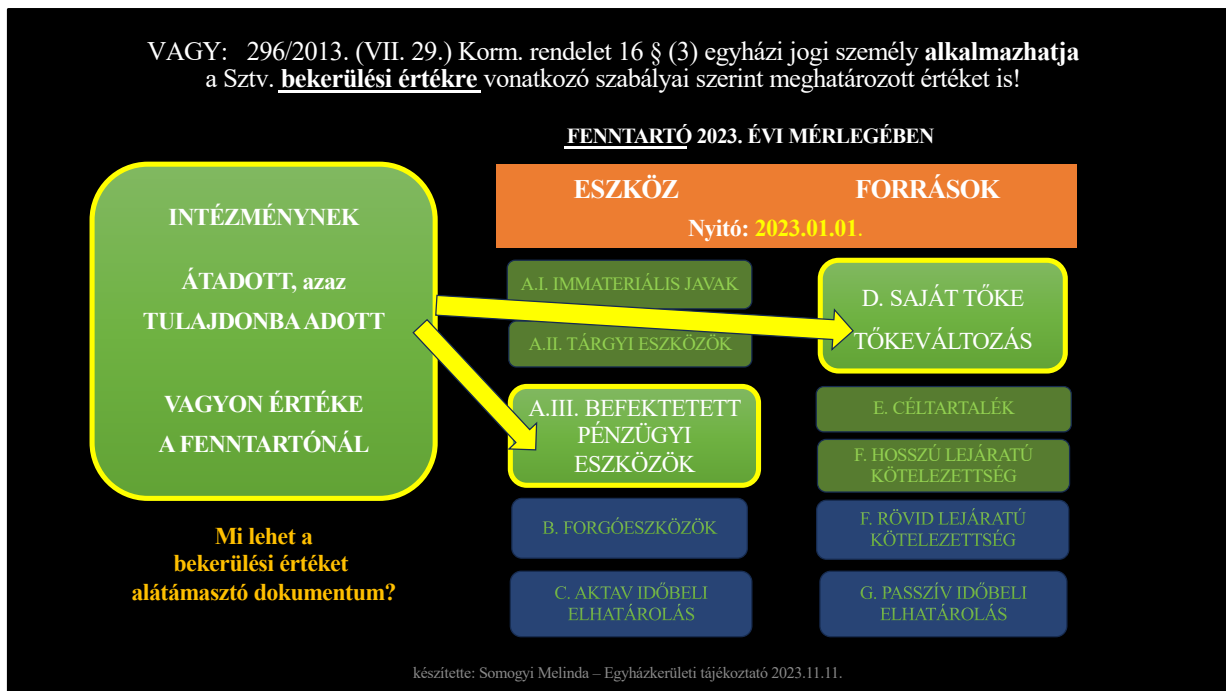 VAGY: 296/2013. (VII. 29.) Korm. rendelet 16 § (3) egyházi jogi személy alkalmazhatja
a Sztv. bekerülési értékre vonatkozó szabályai szerint meghatározott értéket is!
FENNTARTÓ 2023. ÉVI MÉRLEGÉBEN
INTÉZMÉNYNEK
ÁTADOTT, azaz
TULAJDONBA ADOTT
VAGYON ÉRTÉKE
A FENNTARTÓNÁL
Mi lehet a
bekerülési értéket
alátámasztó dokumentum?
ESZKÖZ
FORRÁSOK
Nyitó: 2023.01.01.
A.I. IMMATERIÁLIS JAVAK
A.II. TÁRGYI ESZKÖZÖK
A.III. BEFEKTETETT
PÉNZÜGYI
ESZKÖZÖK
B. FORGÓESZKÖZÖK
C. AKTAV IDŐBELI
ELHATÁROLÁS
D. SAJÁT TŐKE
TŐKEVÁLTOZÁS
E. CÉLTARTALÉK
F. HOSSZÚ LEJÁRATÚ
KÖTELEZETTSÉG
F. RÖVID LEJÁRATÚ
KÖTELEZETTSÉG
G. PASSZÍV IDŐBELI
ELHATÁROLÁS
készítette: Somogyi Melinda – Egyházkerületi tájékoztató 2023.11.11.